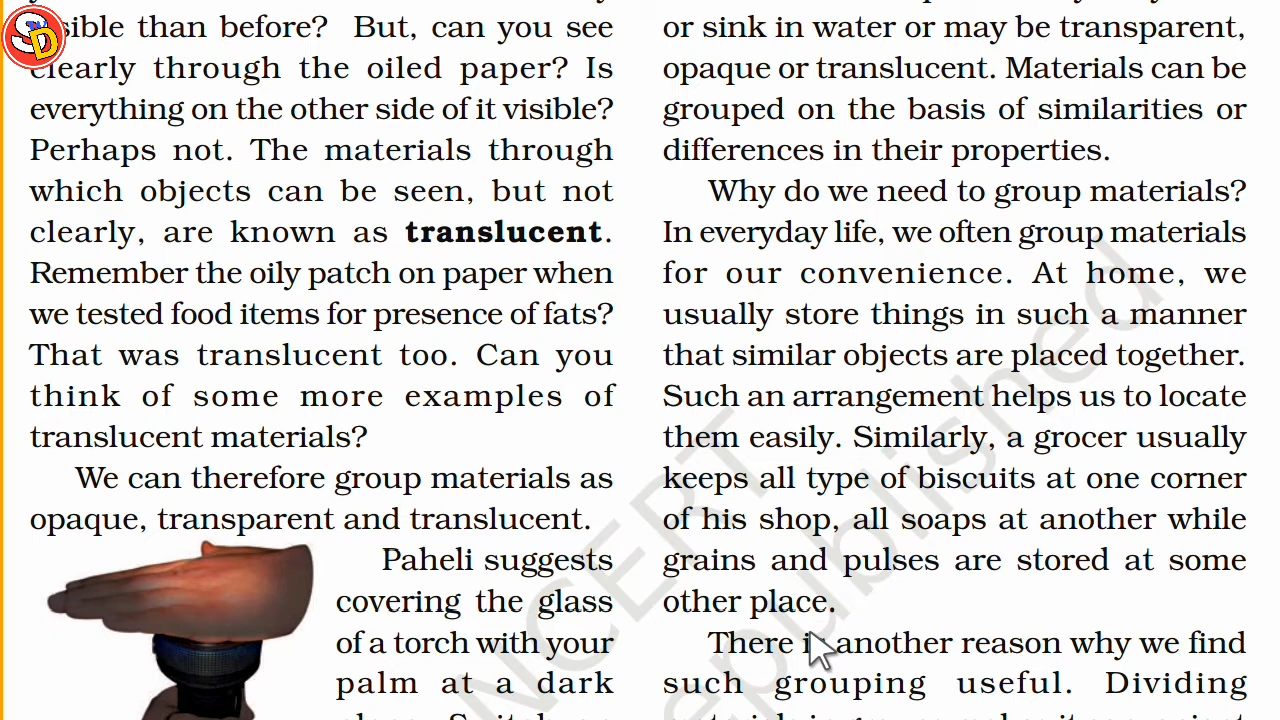 SD
sible than before? But, can you see
clearly through the oiled paper? Is
everything on the other side of it visible?
Perhaps not. The materials through
which objects can be seen, but not
clearly, are known as translucent.
Remember the oily patch on paper when
we tested food items for presence of fats?
That was translucent too. Can you
think of some more examples of
translucent materials?
We can therefore group materials as
opaque, transparent and translucent.
Paheli suggests
covering the glass
of a torch with your
palm at a dark
or sink in water or may be transparent,
opaque or translucent. Materials can be
grouped on the basis of similarities or
differences in their properties.
Why do we need to group materials?
In everyday life, we often group materials
for our convenience. At home, we
usually store things in such a manner
that similar objects are placed together.
Such an arrangement helps us to locate
them easily. Similarly, a grocer usually
keeps all type of biscuits at one corner
of his shop, all soaps at another while
grains and pulses are stored at some
other place.
There is another reason why we find
such grouping useful. Dividing
NCERT
republished